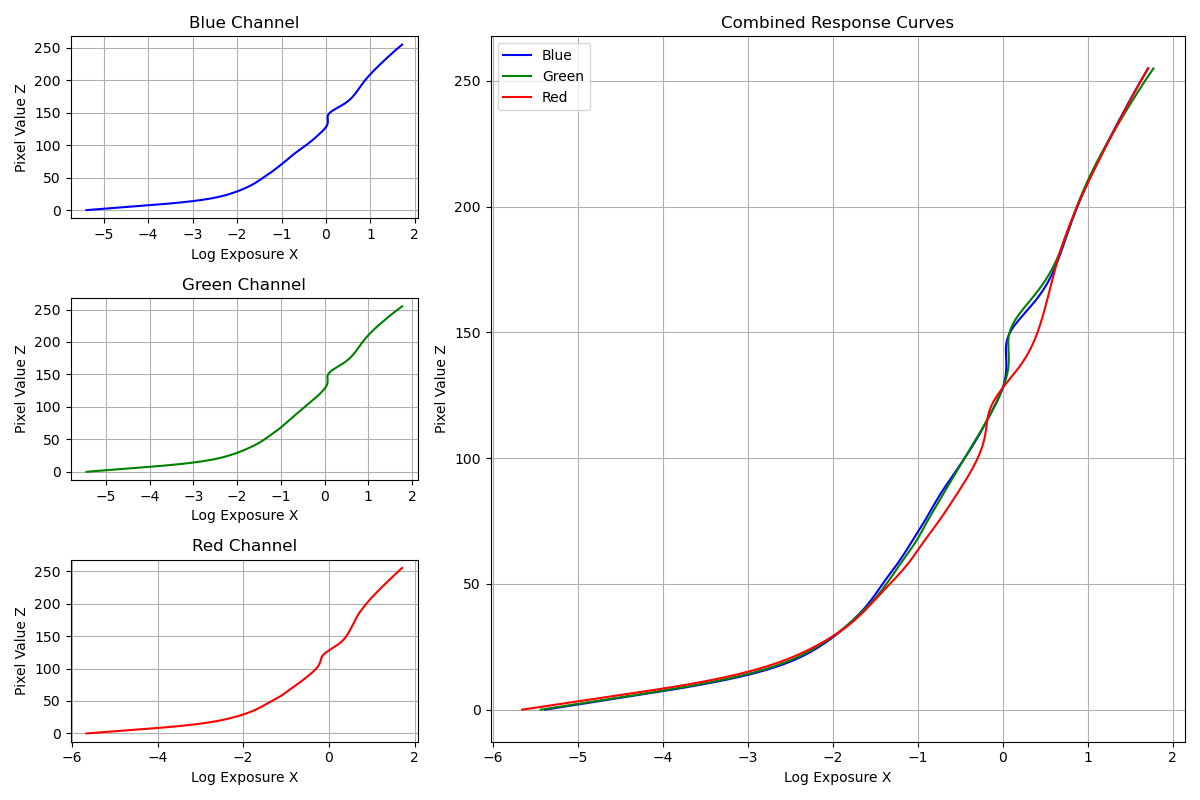 Blue Channel
250
200
150
100
50
0
Pixel Value Z
−5 −4 −3 −2 −1 0 1 2
Log Exposure X
Green Channel
250
200
150
100
50
0
Pixel Value Z
−5 −4 −3 −2 −1 0 1 2
Log Exposure X
Red Channel
250
200
150
100
50
0
Pixel Value Z
−6 −4 −2 0 2
Log Exposure X
Combined Response Curves
Blue
Green
Red
250
200
150
100
50
0
Pixel Value Z
−6 −5 −4 −3 −2 −1 0 1 2
Log Exposure X